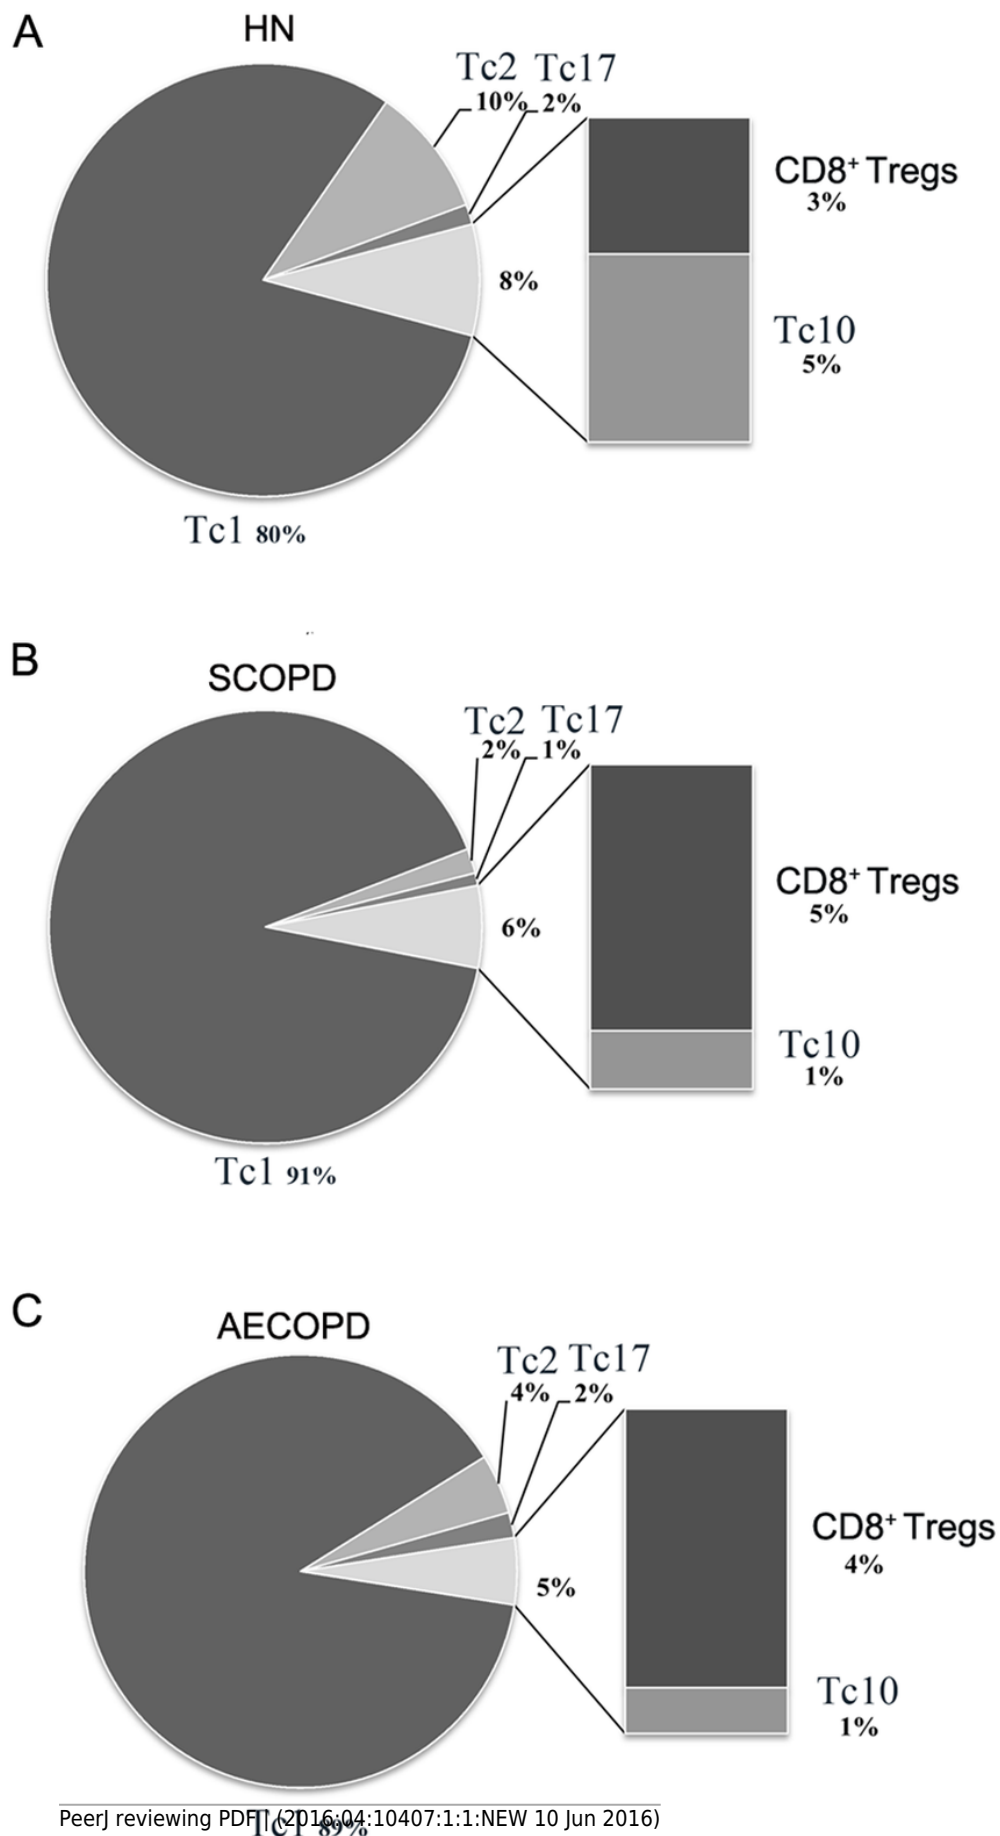 A
HN
Tc2 Tc17
10% 2%
CD8+ Tregs
3%
8%
Tc10
5%
Tc1 80%
B
SCOPD
Tc2 Tc17
2% 1%
CD8+ Tregs
5%
6%
Tc10
1%
Tc1 91%
C
AECOPD
Tc2 Tc17
4% 2%
CD8+ Tregs
4%
5%
Tc10
1%
Tc1 89%
PeerJ reviewing PDF | (2016:04:10407:1:1:NEW 10 Jun 2016)